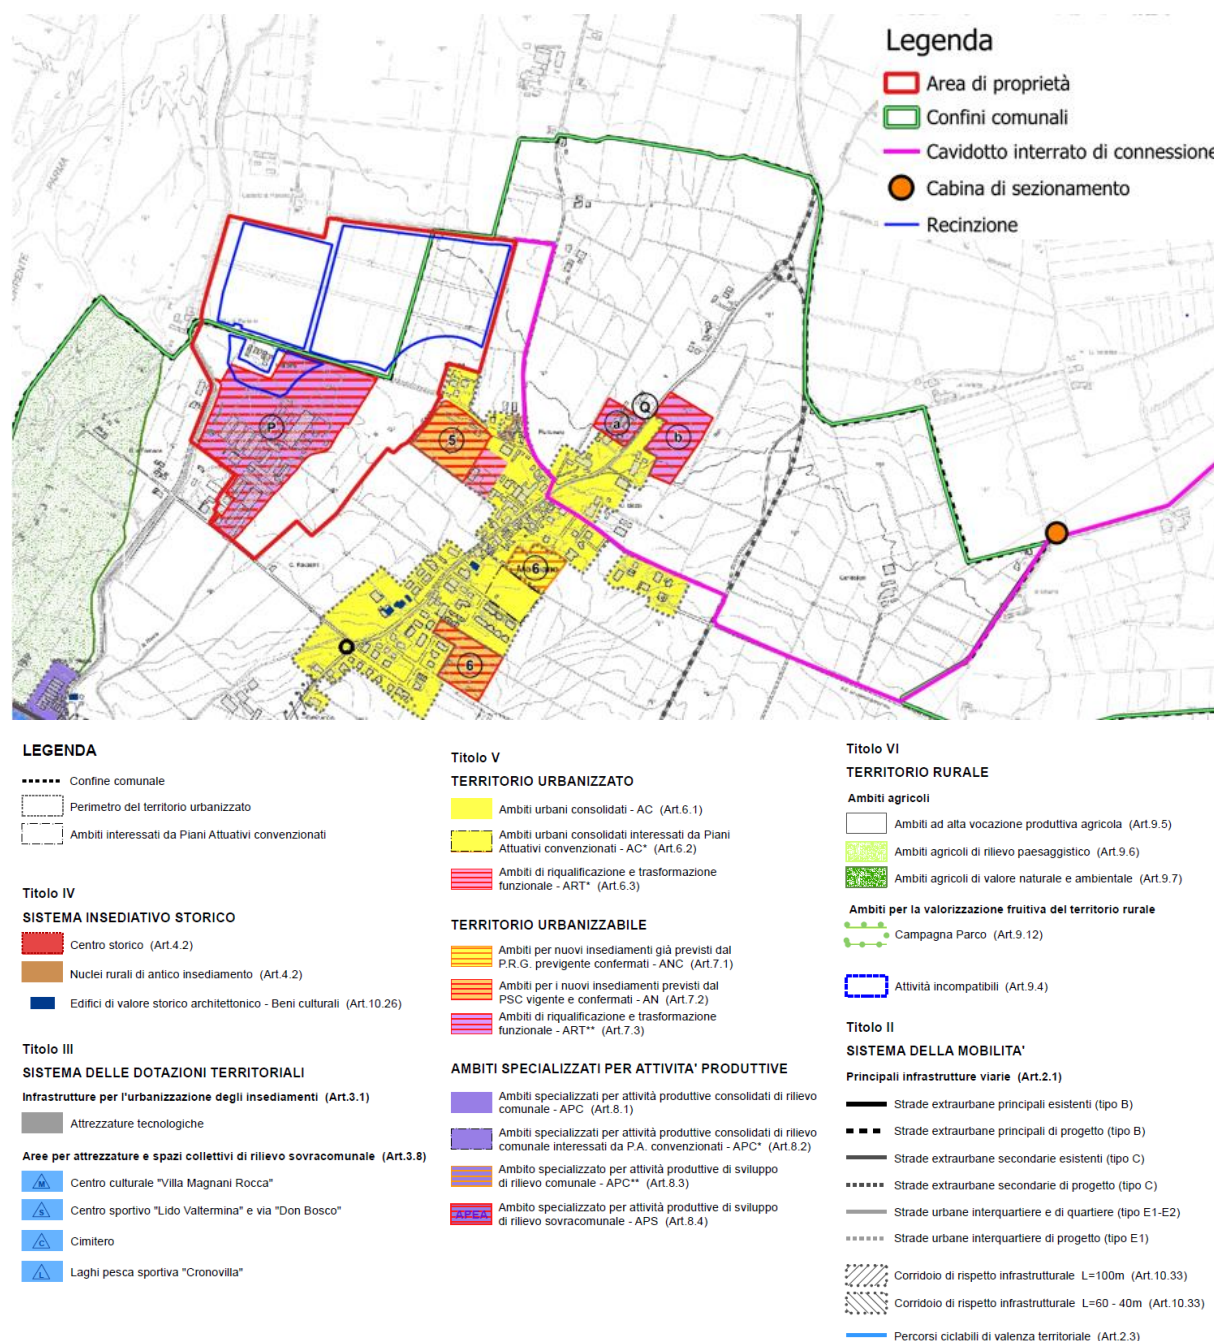 Legenda
Area di proprietà
Confini comunali
Cavidotto interrato di connessione
Cabina di sezionamento
Recinzione
PARMA
P
5
a
Q
b
6
6
LEGENDA
Confine comunale
Perimetro del territorio urbanizzato
Ambiti interessati da Piani Attuativi convenzionati
Titolo IV
SISTEMA INSEDIATIVO STORICO
Centro storico (Art.4.2)
Nuclei rurali di antico insediamento (Art.4.2)
Edifici di valore storico architettonico - Beni culturali (Art.10.26)
Titolo III
SISTEMA DELLE DOTAZIONI TERRITORIALI
Infrastrutture per l'urbanizzazione degli insediamenti (Art.3.1)
Attrezzature tecnologiche
Aree per attrezzature e spazi collettivi di rilievo sovracomunale (Art.3.8)
M Centro culturale "Villa Magnani Rocca"
S Centro sportivo "Lido Valtermina" e via "Don Bosco"
C Cimitero
L Laghi pesca sportiva "Cronovilla"
Titolo V
TERRITORIO URBANIZZATO
Ambiti urbani consolidati - AC (Art.6.1)
Ambiti urbani consolidati interessati da Piani
Attuativi convenzionati - AC* (Art.6.2)
Ambiti di riqualificazione e trasformazione
funzionale - ART* (Art.6.3)
TERRITORIO URBANIZZABILE
Ambiti per nuovi insediamenti già previsti dal
P.R.G. previgente confermati - ANC (Art.7.1)
Ambiti per i nuovi insediamenti previsti dal
PSC vigente e confermati - AN (Art.7.2)
Ambiti di riqualificazione e trasformazione
funzionale - ART** (Art.7.3)
AMBITI SPECIALIZZATI PER ATTIVITA' PRODUTTIVE
Ambiti specializzati per attività produttive consolidati di rilievo
comunale - APC (Art.8.1)
Ambiti specializzati per attività produttive consolidati di rilievo
comunale interessati da P.A. convenzionati - APC* (Art.8.2)
Ambito specializzato per attività produttive di sviluppo
di rilievo comunale - APC** (Art.8.3)
APEA Ambito specializzato per attività produttive di sviluppo
di rilievo sovracomunale - APS (Art.8.4)
Titolo VI
TERRITORIO RURALE
Ambiti agricoli
Ambiti ad alta vocazione produttiva agricola (Art.9.5)
Ambiti agricoli di rilievo paesaggistico (Art.9.6)
Ambiti agricoli di valore naturale e ambientale (Art.9.7)
Ambiti per la valorizzazione fruitiva del territorio rurale
Campagna Parco (Art.9.12)
Attività incompatibili (Art.9.4)
Titolo II
SISTEMA DELLA MOBILITA'
Principali infrastrutture viarie (Art.2.1)
Strade extraurbane principali esistenti (tipo B)
Strade extraurbane principali di progetto (tipo B)
Strade extraurbane secondarie esistenti (tipo C)
Strade extraurbane secondarie di progetto (tipo C)
Strade urbane interquartiere e di quartiere (tipo E1-E2)
Strade urbane interquartiere di progetto (tipo E1)
Corridoio di rispetto infrastrutturale L=100m (Art.10.33)
Corridoio di rispetto infrastrutturale L=60 - 40m (Art.10.33)
Percorsi ciclabili di valenza territoriale (Art.2.3)